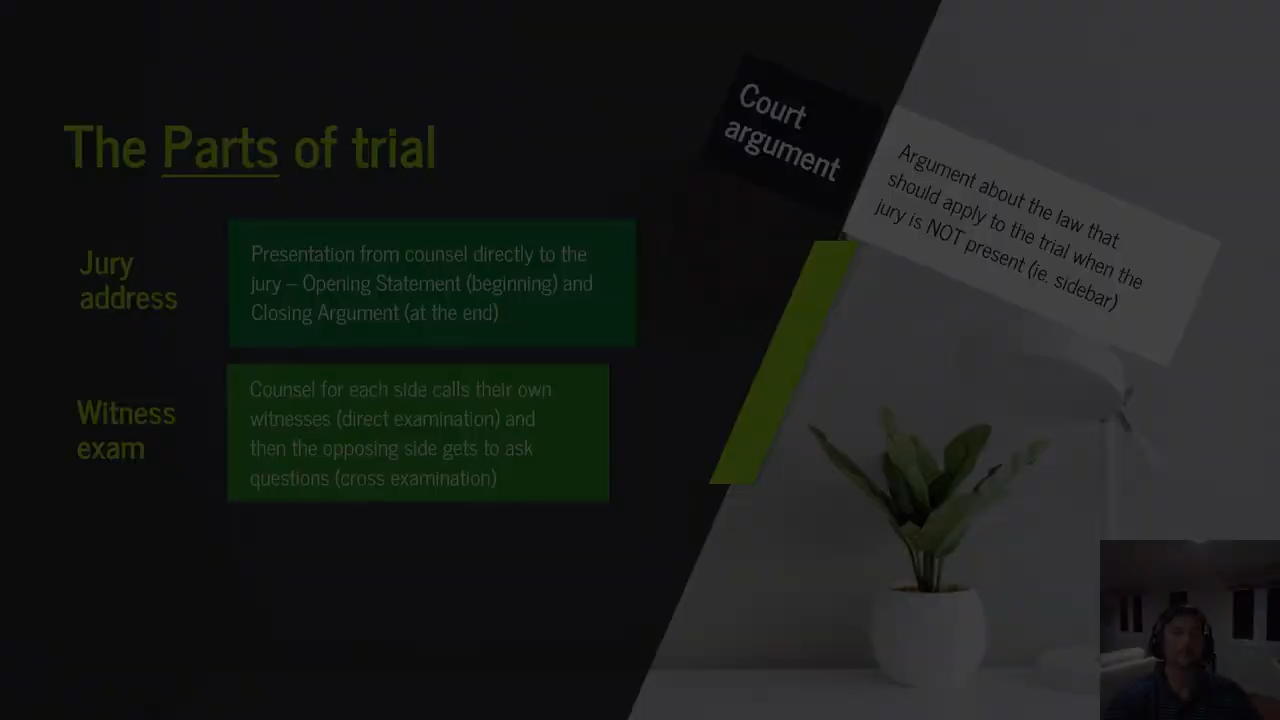 The Parts of trial
Jury
address
Presentation from counsel directly to the
jury – Opening Statement (beginning) and
Closing Argument (at the end)
Witness
exam
Counsel for each side calls their own
witnesses (direct examination) and
then the opposing side gets to ask
questions (cross examination)
Court
argument
Argument about the law that
should apply to the trial when the
jury is NOT present (ie. sidebar)